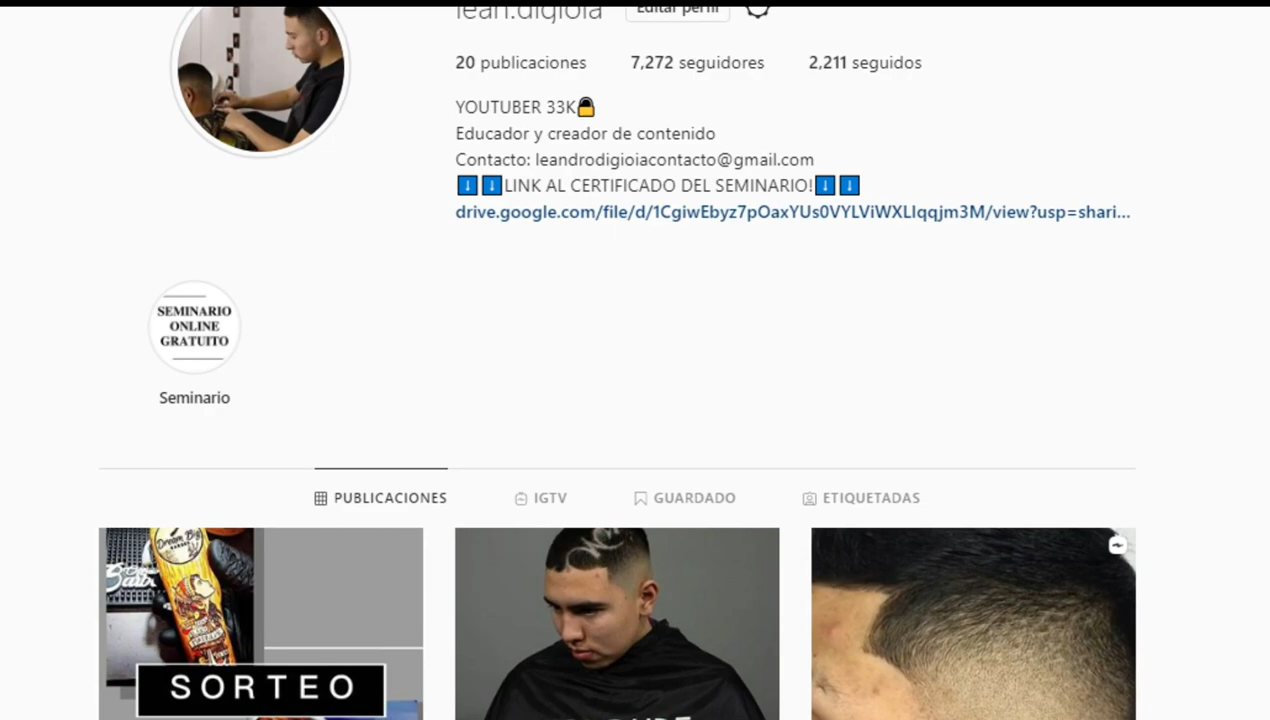 lean.digioia Editar perfil
20 publicaciones 7,272 seguidores 2,211 seguidos
YOUTUBER 33K
Educador y creador de contenido
Contacto: leandrodigioiacontacto@gmail.com
LINK AL CERTIFICADO DEL SEMINARIO!
drive.google.com/file/d/1CgiwEbyz7pOaxYUs0VYLViWXLIqqjm3M/view?usp=shari...
SEMINARIO
ONLINE
GRATUITO
Seminario
PUBLICACIONES IGTV GUARDADO ETIQUETADAS
Dream Big
SORTEO